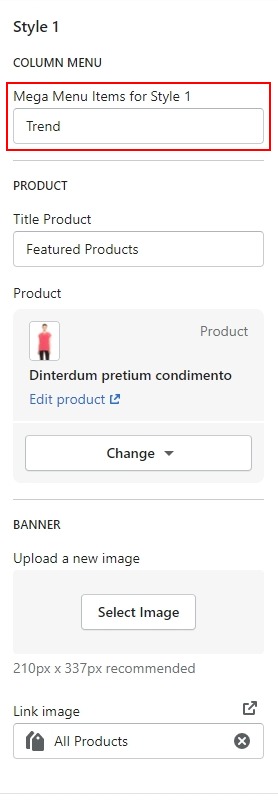 Style 1
COLUMN MENU
Mega Menu Items for Style 1
Trend
PRODUCT
Title Product
Featured Products
Product
Product
Dinterdum pretium condimento
Edit product
Change
BANNER
Upload a new image
Select Image
210px x 337px recommended
Link image
All Products